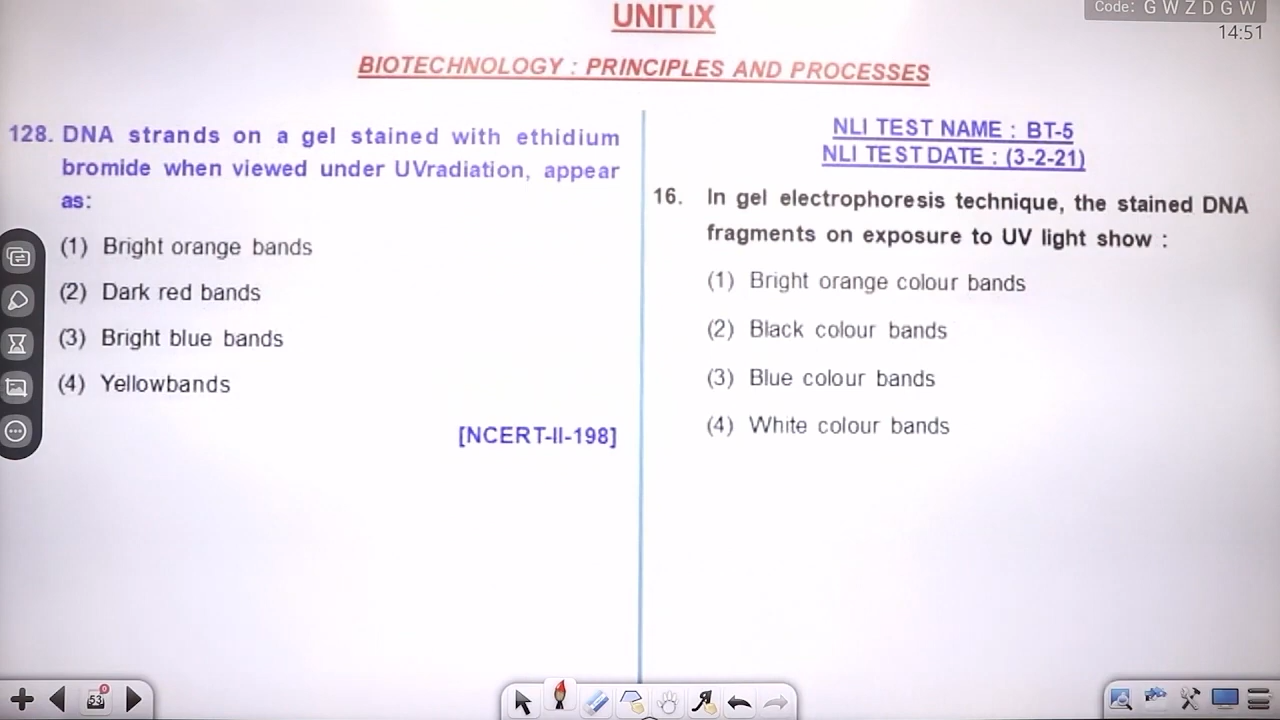 UNIT IX
Code: G W Z D G W
14:51
BIOTECHNOLOGY : PRINCIPLES AND PROCESSES
128. DNA strands on a gel stained with ethidium
bromide when viewed under UVradiation, appear
as:
(1) Bright orange bands
(2) Dark red bands
(3) Bright blue bands
(4) Yellowbands
[NCERT-II-198]
NLI TEST NAME : BT-5
NLI TEST DATE : (3-2-21)
16. In gel electrophoresis technique, the stained DNA
fragments on exposure to UV light show :
(1) Bright orange colour bands
(2) Black colour bands
(3) Blue colour bands
(4) White colour bands
53
0